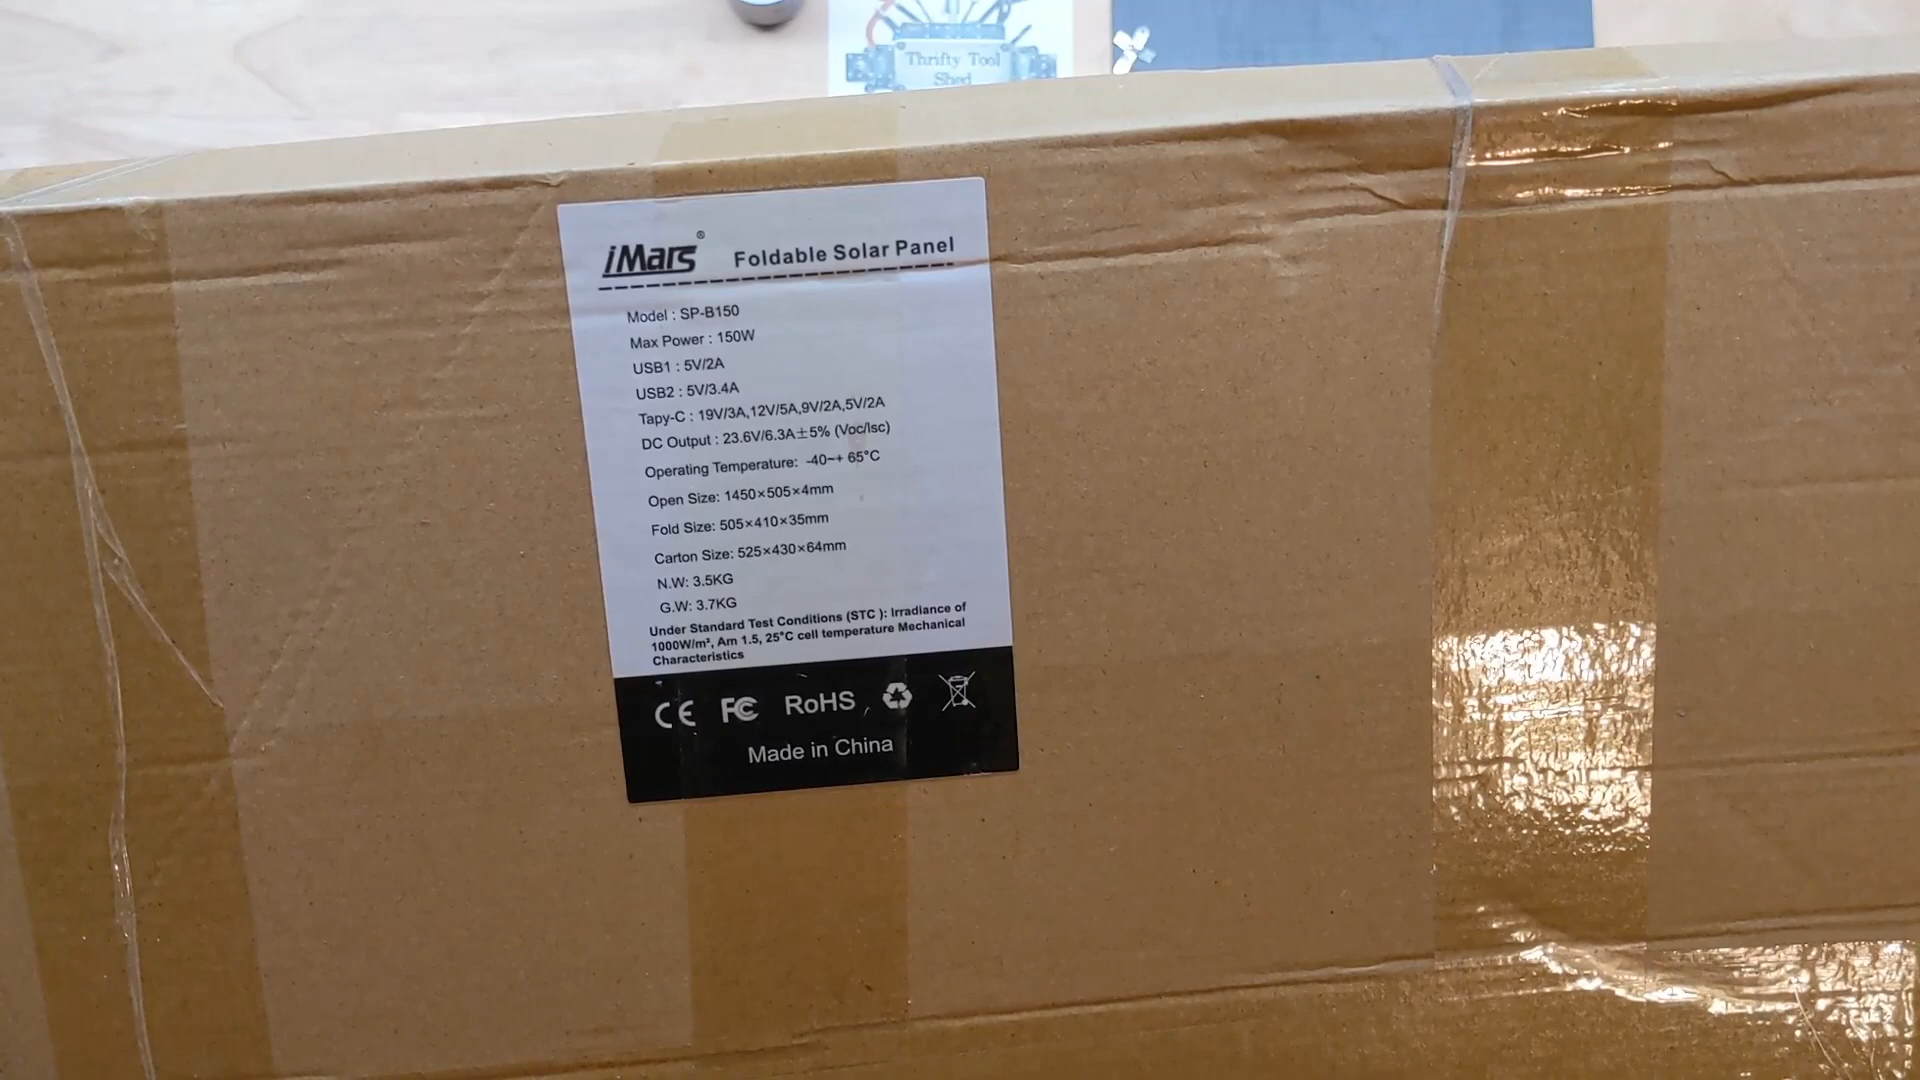 Thrifty Tool
Shed
iMars® Foldable Solar Panel
Model : SP-B150
Max Power : 150W
USB1 : 5V/2A
USB2 : 5V/3.4A
Tapy-C : 19V/3A,12V/5A,9V/2A,5V/2A
DC Output : 23.6V/6.3A±5% (Voc/Isc)
Operating Temperature: -40~+ 65°C
Open Size: 1450×505×4mm
Fold Size: 505×410×35mm
Carton Size: 525×430×64mm
N.W: 3.5KG
G.W: 3.7KG
Under Standard Test Conditions (STC ): Irradiance of
1000W/m², Am 1.5, 25°C cell temperature Mechanical
Characteristics
CE FC RoHS
Made in China